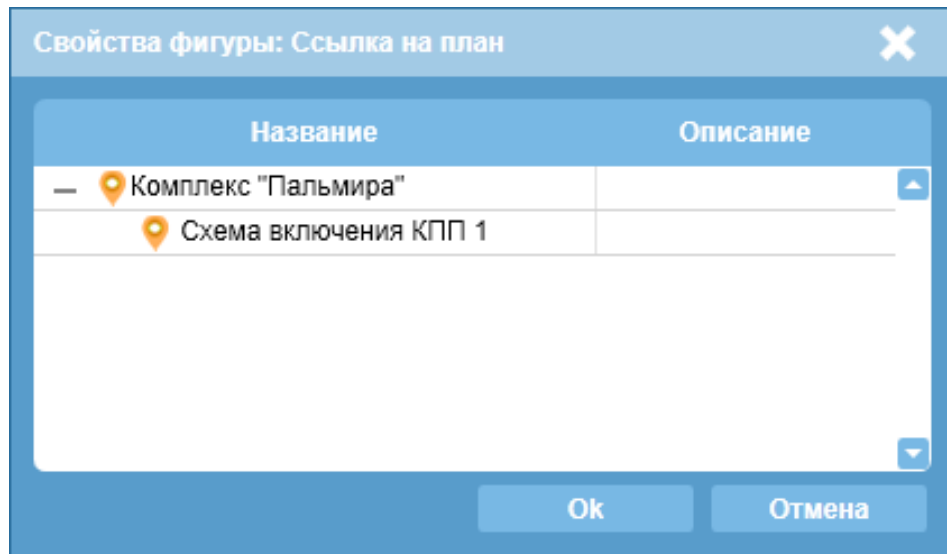 Свойства фигуры: Ссылка на план
Название Описание
Комплекс "Пальмира"
Схема включения КПП 1
Ok Отмена